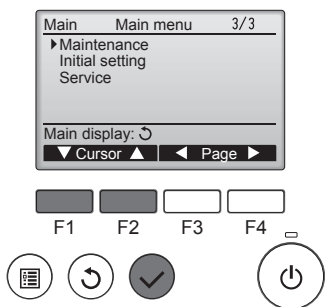 Main Main menu 3/3
▶Maintenance
Initial setting
Service
Main display: ↺
▼ Cursor ▲ ◀ Page ▶
F1 F2 F3 F4